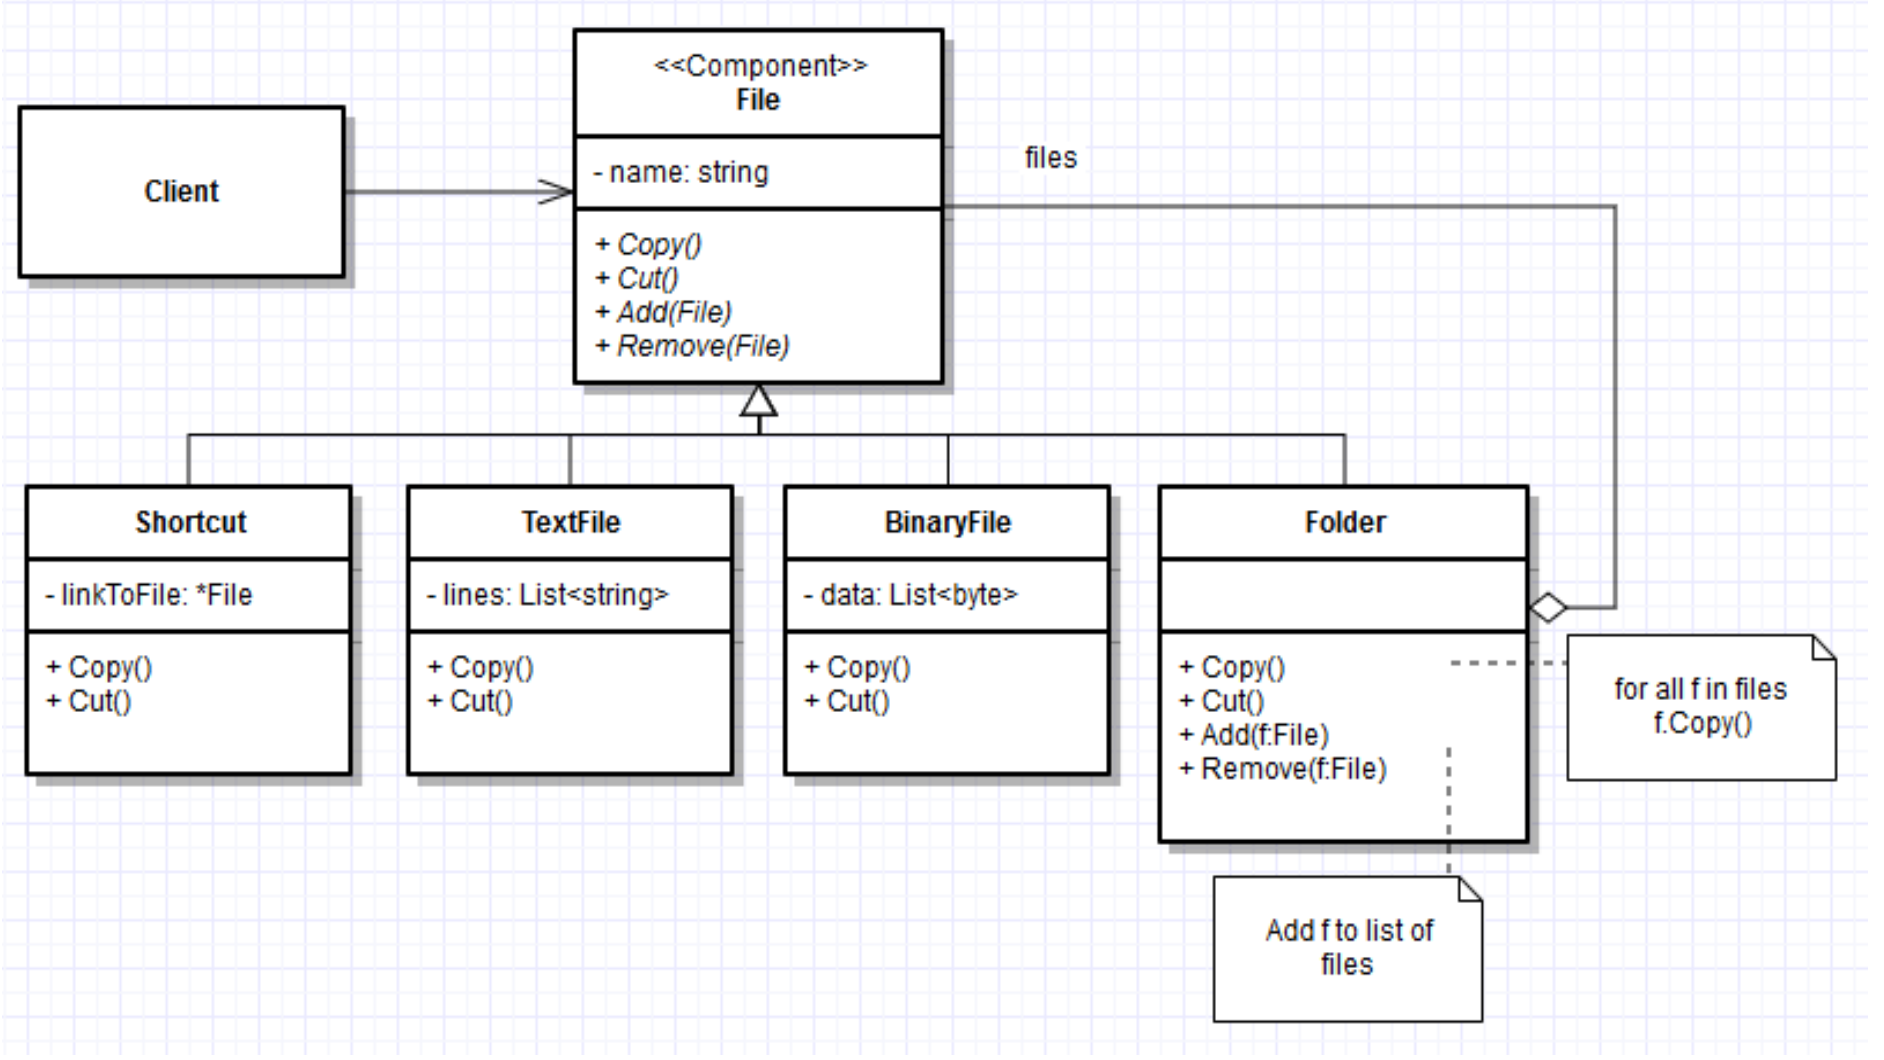 <<Component>>
File
- name: string
+ Copy()
+ Cut()
+ Add(File)
+ Remove(File)
Client
files
Shortcut
- linkToFile: *File
+ Copy()
+ Cut()
TextFile
- lines: List<string>
+ Copy()
+ Cut()
BinaryFile
- data: List<byte>
+ Copy()
+ Cut()
Folder
+ Copy()
+ Cut()
+ Add(f:File)
+ Remove(f:File)
for all f in files
f.Copy()
Add f to list of
files